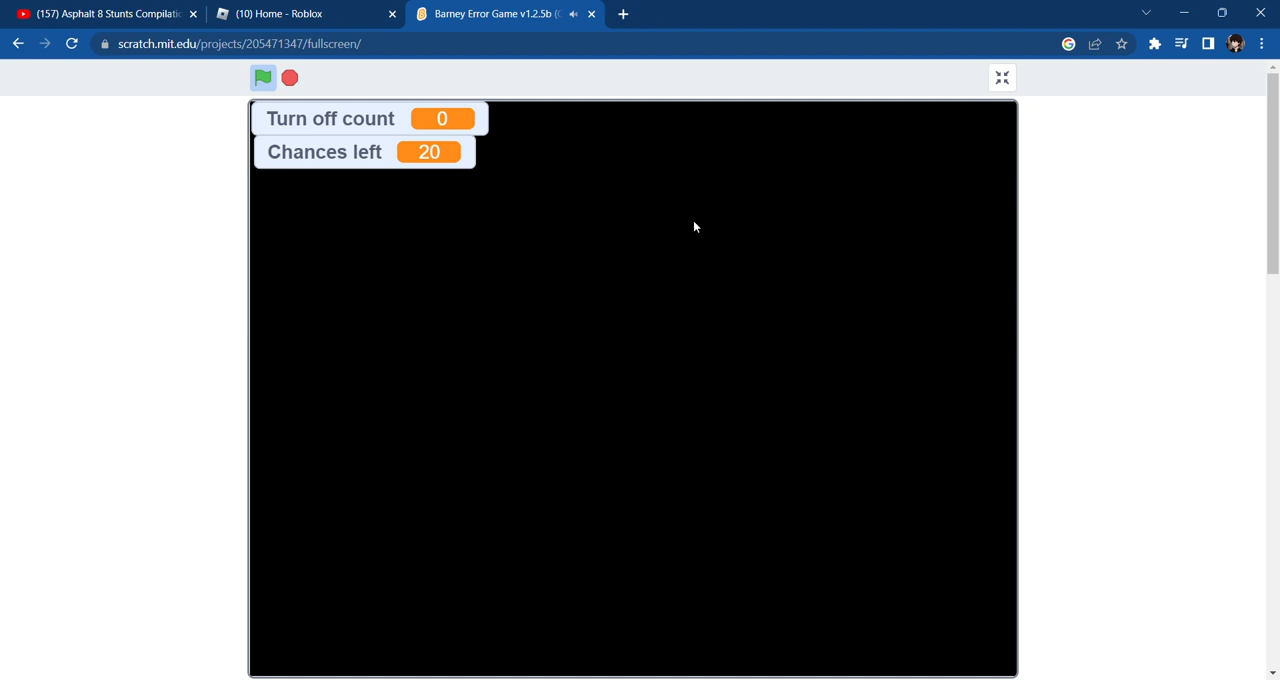 (157) Asphalt 8 Stunts Compilatio
(10) Home - Roblox
Barney Error Game v1.2.5b (
scratch.mit.edu/projects/205471347/fullscreen/
Turn off count 0
Chances left 20